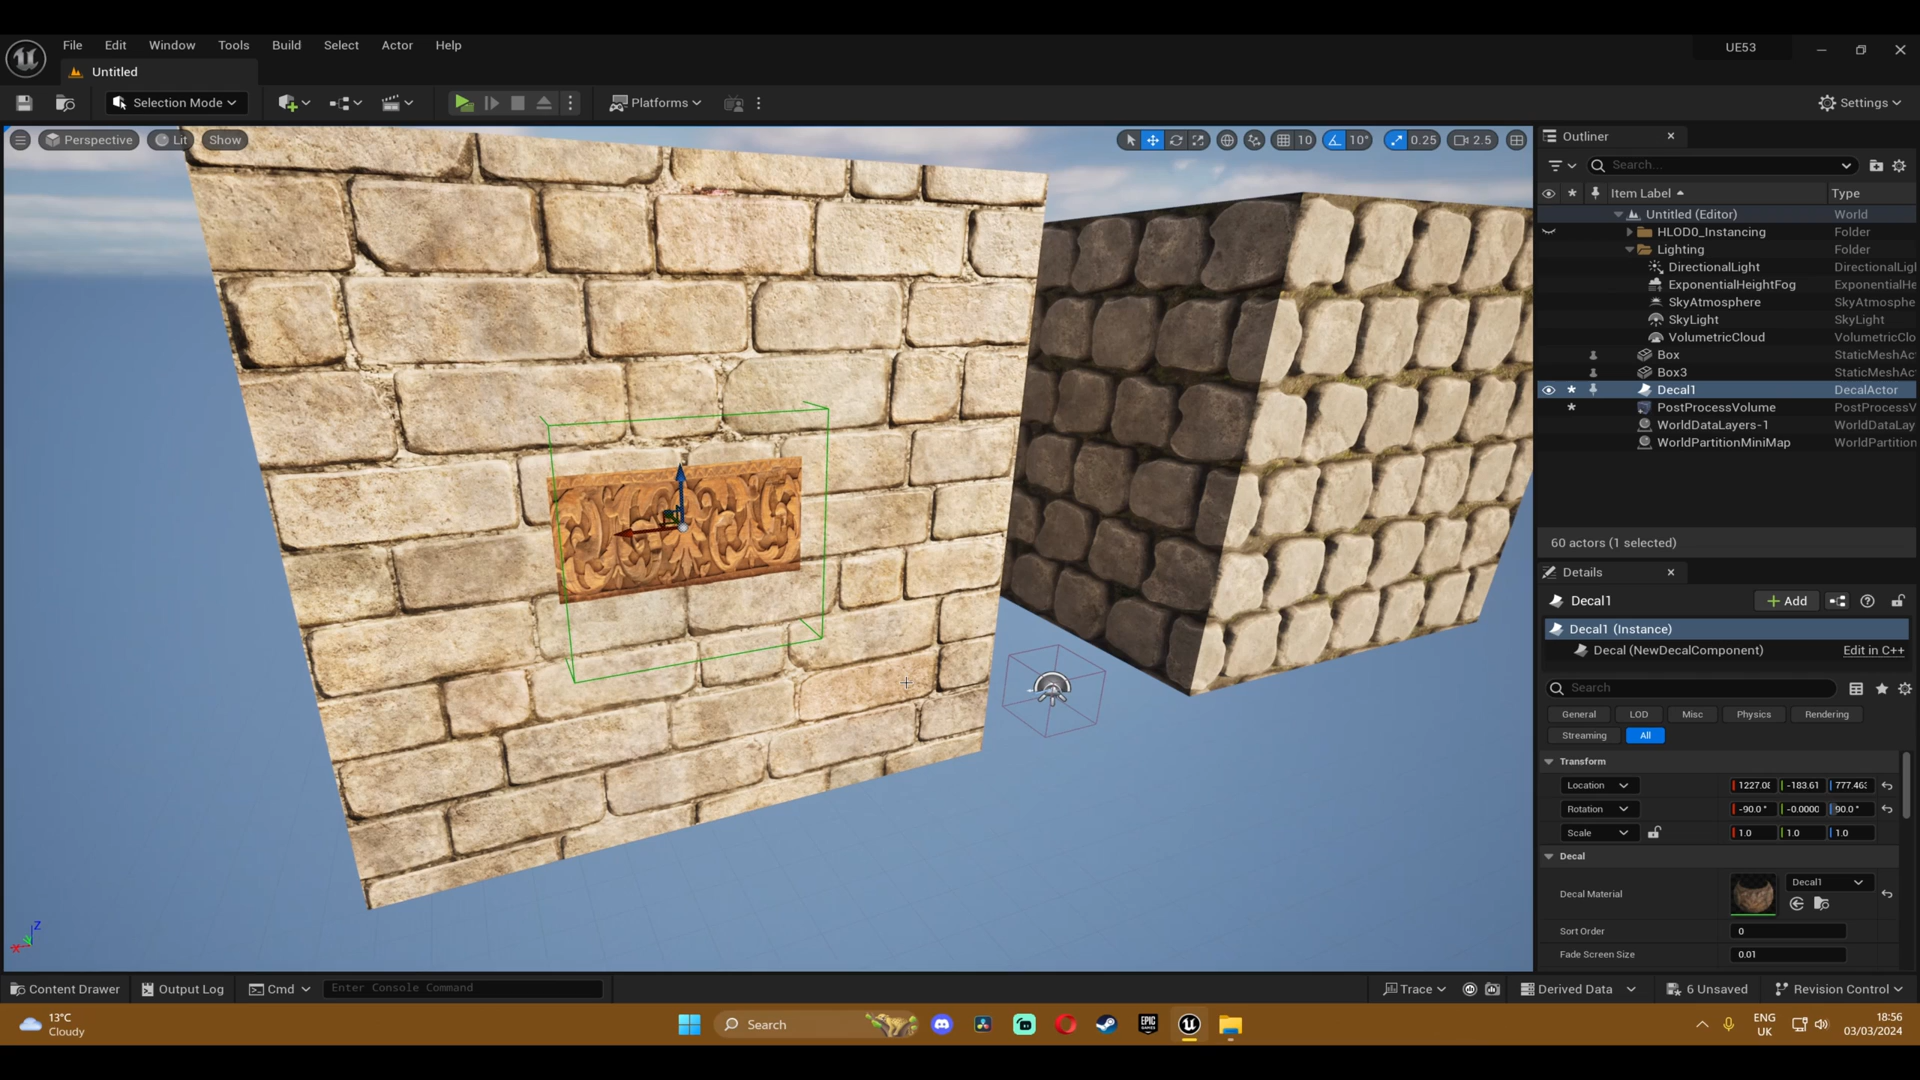 File Edit Window Tools Build Select Actor Help
UE53
Untitled
Selection Mode
Platforms
Settings
Perspective Lit Show
10 10° 0.25 2.5
Outliner
Search...
Item Label Type
Untitled (Editor) World
HLOD0_Instancing Folder
Lighting Folder
DirectionalLight DirectionalLig
ExponentialHeightFog ExponentialHe
SkyAtmosphere SkyAtmosphe
SkyLight SkyLight
VolumetricCloud VolumetricClo
Box StaticMeshAc
Box3 StaticMeshAc
Decal1 DecalActor
PostProcessVolume PostProcessV
WorldDataLayers-1 WorldDataLay
WorldPartitionMiniMap WorldPartition
60 actors (1 selected)
Details
Decal1
Add
Decal1 (Instance)
Decal (NewDecalComponent) Edit in C++
Search
General LOD Misc Physics Rendering
Streaming All
Transform
Location 1227.0 -183.61 777.46
Rotation -90.0 ° -0.0000 90.0 °
Scale 1.0 1.0 1.0
Decal
Decal Material Decal1
Sort Order 0
Fade Screen Size 0.01
Z
X
Content Drawer Output Log Cmd Enter Console Command
Trace Derived Data 6 Unsaved Revision Control
13°C
Cloudy
Search
EPIC
GAMES
ENG
UK
18:56
03/03/2024